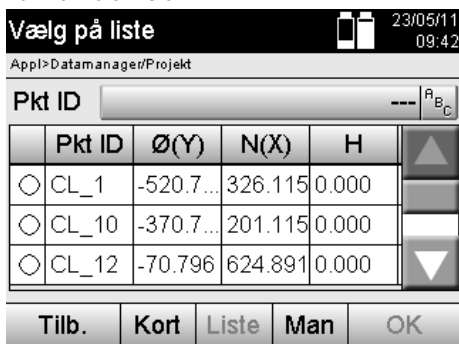 Vælg på liste 23/05/11
09:42
Appl>Datamanager/Projekt
Pkt ID --- ABC
Pkt ID Ø(Y) N(X) H
CL_1 -520.7... 326.115 0.000
CL_10 -370.7... 201.115 0.000
CL_12 -70.796 624.891 0.000
Tilb. Kort Liste Man OK